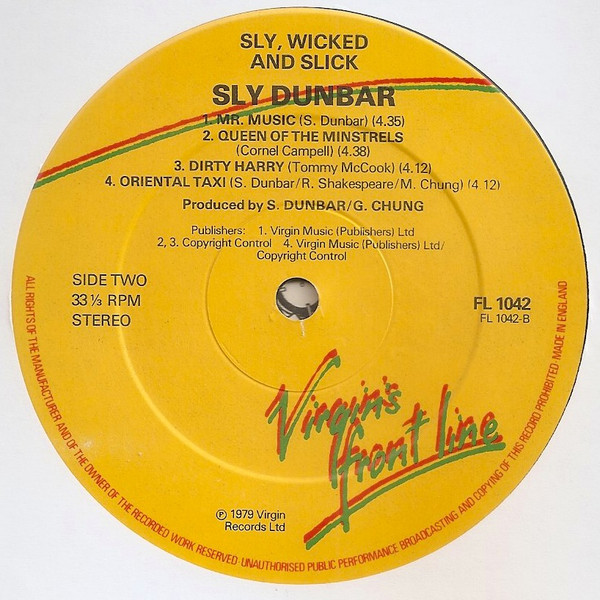 SLY, WICKED
AND SLICK
SLY DUNBAR
1. MR. MUSIC (S. Dunbar) (4.35)
2. QUEEN OF THE MINSTRELS
(Cornel Campell) (4.38)
3. DIRTY HARRY (Tommy McCook) (4.12)
4. ORIENTAL TAXI (S. Dunbar/R. Shakespeare/M. Chung) (4 12)
Produced by S. DUNBAR/G. CHUNG
Publishers: 1. Virgin Music (Publishers) Ltd
2, 3. Copyright Control 4. Virgin Music (Publishers) Ltd/
Copyright Control
SIDE TWO
33 ⅓ RPM
STEREO
FL 1042
FL 1042-B
Virgin's
front line
℗ 1979 Virgin
Records Ltd
ALL RIGHTS OF THE MANUFACTURER AND OF THE OWNER OF THE RECORDED WORK RESERVED · UNAUTHORISED PUBLIC PERFORMANCE BROADCASTING AND COPYING OF THIS RECORD PROHIBITED · MADE IN ENGLAND